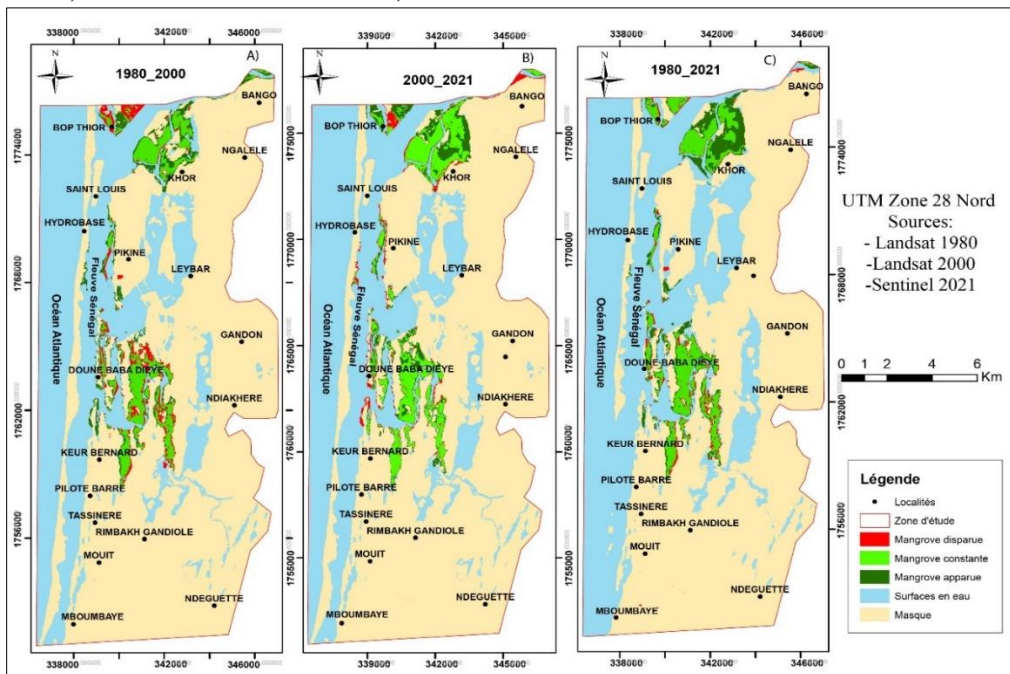 338000 342000 346000
339000 342000 345000
338000 342000 346000
N
A)
1980_2000
BANGO
BOP THIOR
NGALELE
KHOR
SAINT LOUIS
HYDROBASE
PIKINE
LEYBAR
Fleuve Sénégal
Océan Atlantique
GANDON
DOUNE BABA DIÉYE
NDIAKHERE
KEUR BERNARD
PILOTE BARRE
TASSINERE
RIMBAKH GANDIOLE
MOUIT
NDEGUETTE
MBOUMBAYE
1774000
1768000
1762000
1756000
338000 342000 346000
N
B)
2000_2021
BANGO
BOP THIOR
NGALELE
KHOR
SAINT LOUIS
HYDROBASE
PIKINE
LEYBAR
Fleuve Sénégal
Océan Atlantique
GANDON
DOUNE BABA DIÉYE
NDIAKHERE
KEUR BERNARD
PILOTE BARRE
TASSINERE
RIMBAKH GANDIOLE
MOUIT
NDEGUETTE
MBOUMBAYE
1775000
1770000
1765000
1760000
1755000
339000 342000 345000
N
C)
1980_2021
BANGO
BOP THIOR
NGALELE
KHOR
SAINT LOUIS
HYDROBASE
PIKINE
LEYBAR
Fleuve Sénégal
Océan Atlantique
GANDON
DOUNE BABA DIÉYE
NDIAKHERE
KEUR BERNARD
PILOTE BARRE
TASSINERE
RIMBAKH GANDIOLE
MOUIT
NDEGUETTE
MBOUMBAYE
1774000
1768000
1762000
1756000
338000 342000 346000
UTM Zone 28 Nord
Sources:
- Landsat 1980
-Landsat 2000
-Sentinel 2021
0 1 2 4 6
Km
Légende
Localités
Zone d'étude
Mangrove disparue
Mangrove constante
Mangrove apparue
Surfaces en eau
Masque